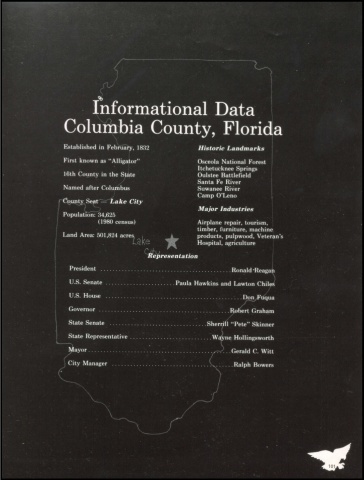 Informational Data
Columbia County, Florida
Established in February, 1832
First known as "Alligator"
16th County in the State
Named after Columbus
County Seat — Lake City
Population: 34,625
(1980 census)
Land Area: 501,824 acres
Historic Landmarks
Osceola National Forest
Itchetucknee Springs
Oulstee Battlefield
Santa Fe River
Suwanee River
Camp O'Leno
Major Industries
Airplane repair, tourism,
timber, furniture, machine
products, pulpwood, Veteran's
Hospital, agriculture
Lake
City
Representation
President Ronald Reagan
U.S. Senate Paula Hawkins and Lawton Chiles
U.S. House Don Fuqua
Governor Robert Graham
State Senate Sherrill "Pete" Skinner
State Representative Wayne Hollingsworth
Mayor Gerald C. Witt
City Manager Ralph Bowers